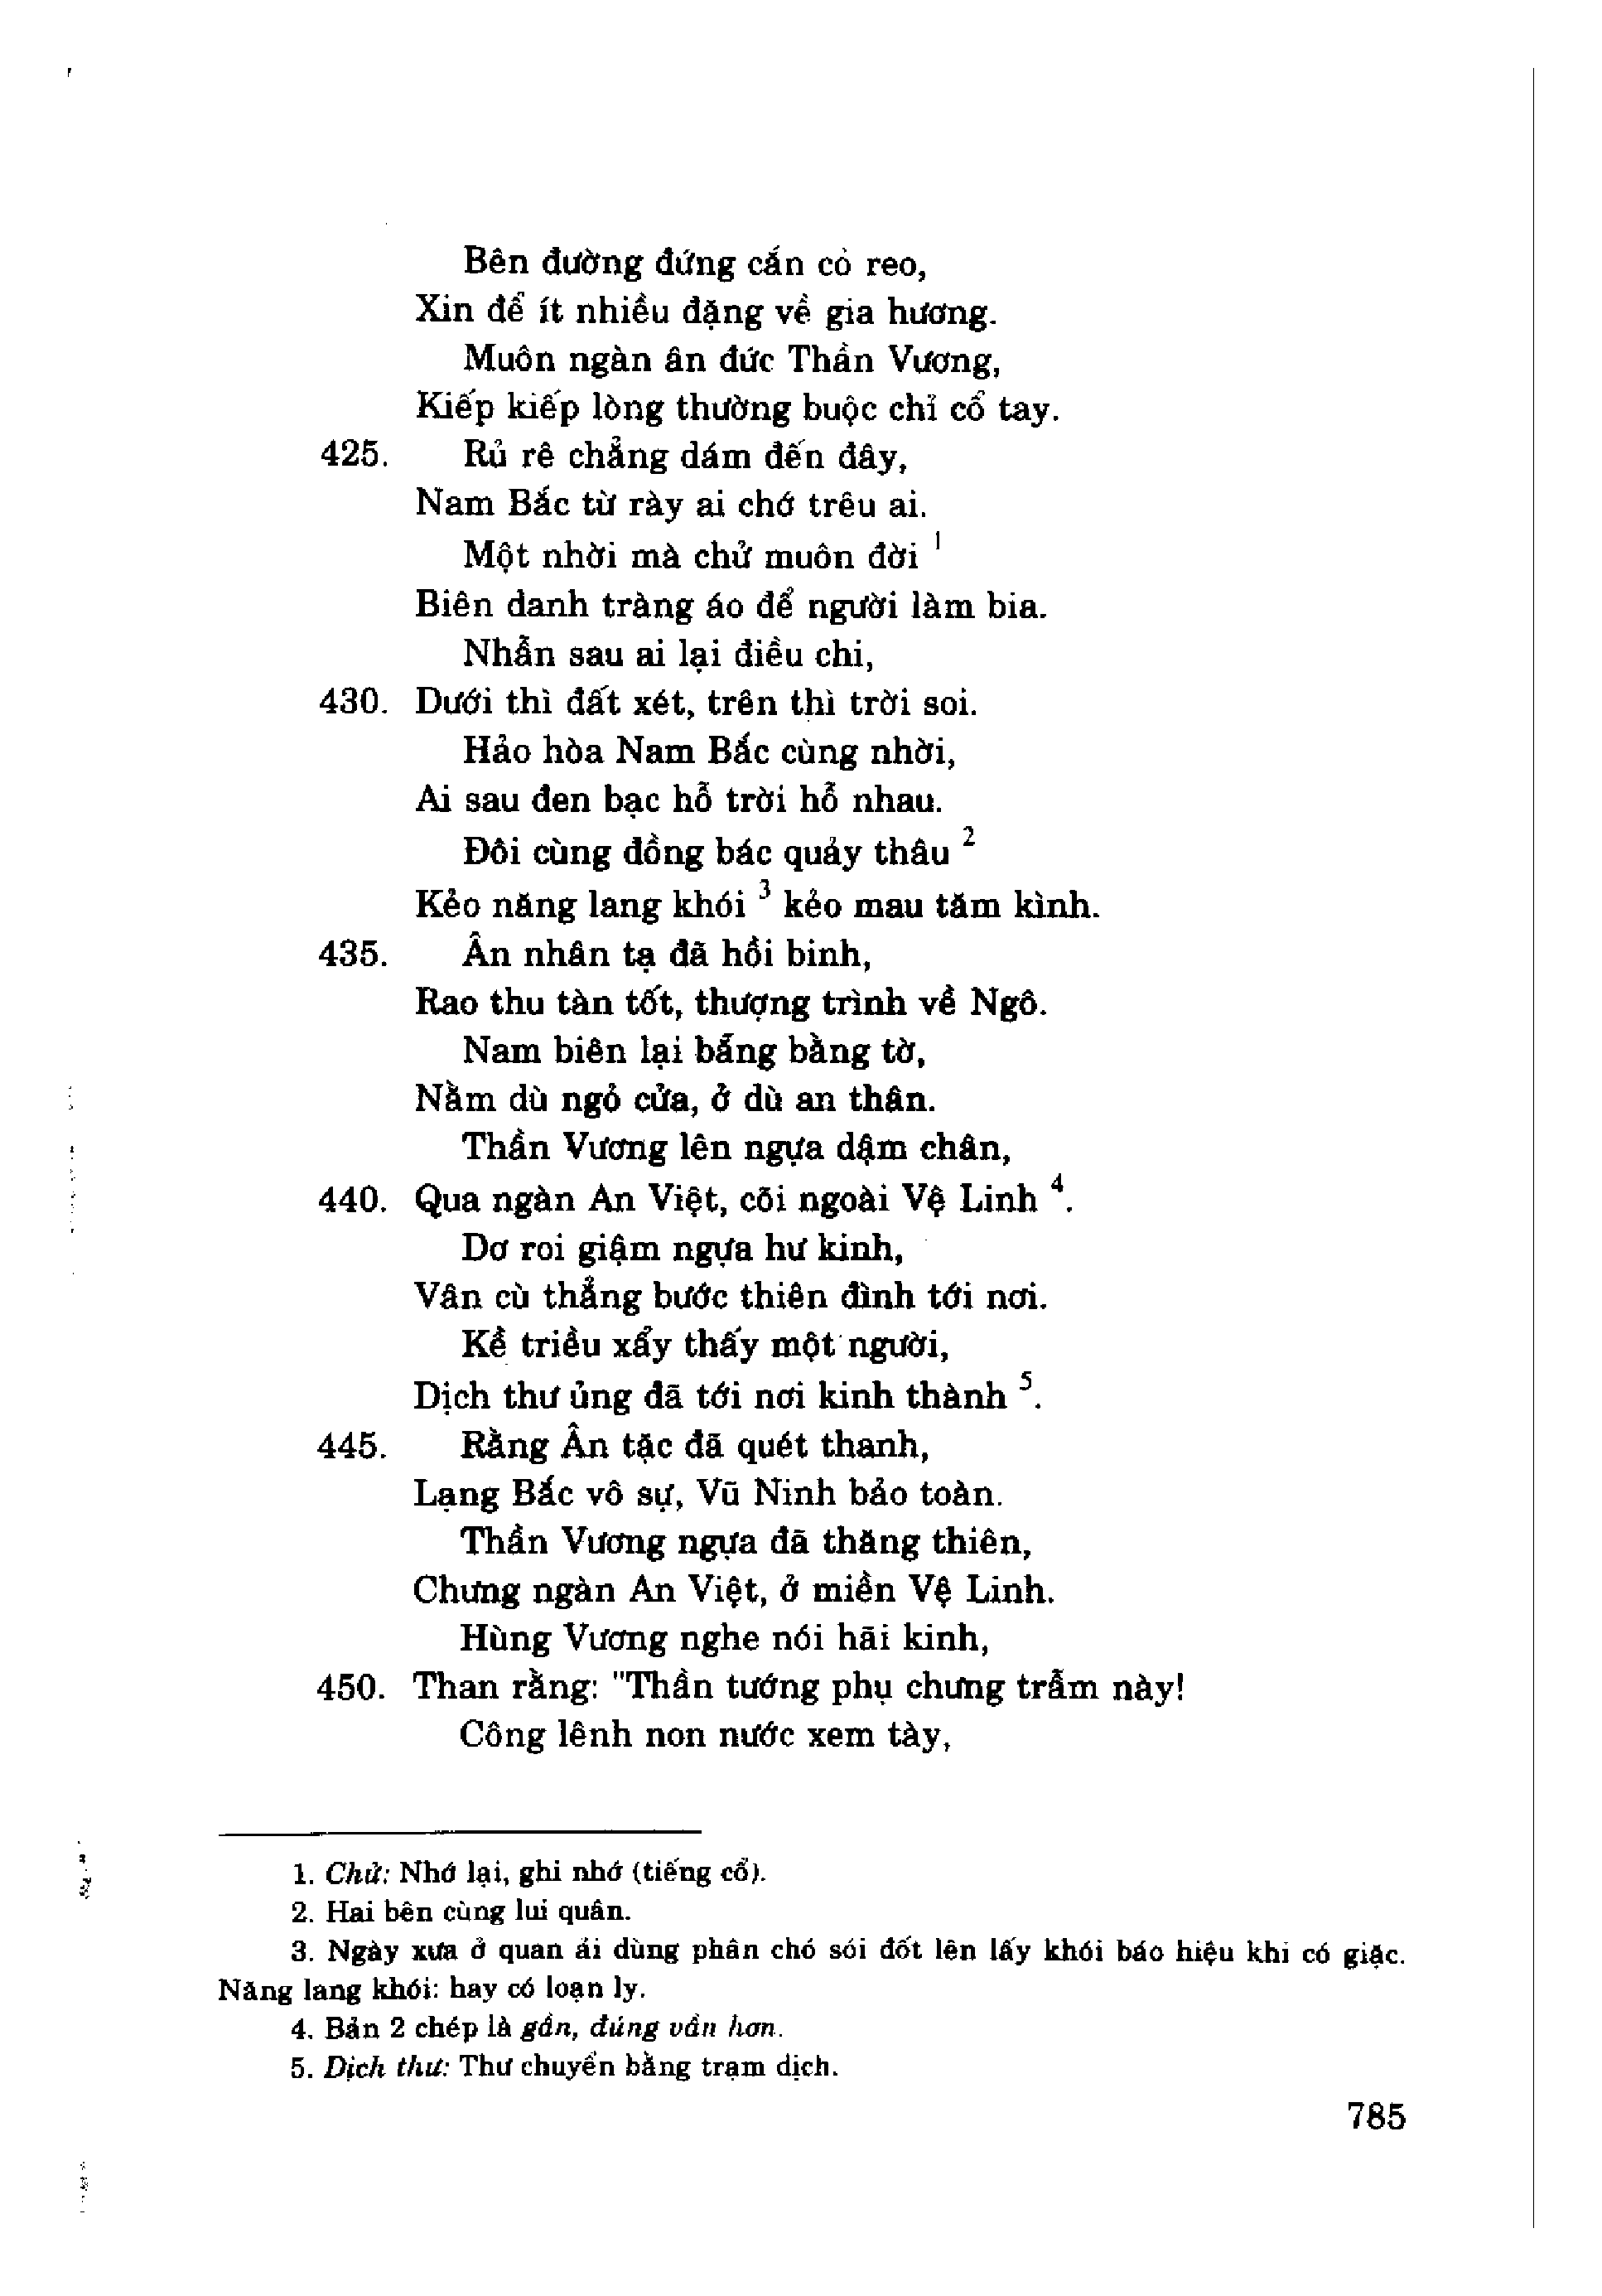 Bên đường đứng cắn cỏ reo,
Xin để ít nhiều đặng về gia hương.
Muôn ngàn ân đức Thần Vương,
Kiếp kiếp lòng thường buộc chỉ cổ tay.
425. Rủ rê chẳng dám đến đây,
Nam Bắc từ rày ai chớ trêu ai.
Một nhời mà chử muôn đời 1
Biên danh tràng áo để người làm bia.
Nhẫn sau ai lại điều chi,
430. Dưới thì đất xét, trên thì trời soi.
Hảo hòa Nam Bắc cùng nhời,
Ai sau đen bạc hỗ trời hỗ nhau.
Đôi cùng đồng bác quảy thâu 2
Kẻo năng lang khói 3 kẻo mau tăm kình.
435. Ân nhân tạ đã hồi binh,
Rao thu tàn tốt, thượng trình về Ngô.
Nam biên lại bẵng bằng tờ,
Nằm dù ngỏ cửa, ở dù an thân.
Thần Vương lên ngựa dậm chân,
440. Qua ngàn An Việt, cõi ngoài Vệ Linh 4.
Dơ roi giậm ngựa hư kinh,
Vân cù thẳng bước thiên đình tới nơi.
Kề triều xẩy thấy một người,
Dịch thư ủng đã tới nơi kinh thành 5.
445. Rằng Ân tặc đã quét thanh,
Lạng Bắc vô sự, Vũ Ninh bảo toàn.
Thần Vương ngựa đã thăng thiên,
Chưng ngàn An Việt, ở miền Vệ Linh.
Hùng Vương nghe nói hãi kinh,
450. Than rằng: "Thần tướng phụ chưng trẫm này!
Công lênh non nước xem tày,
1. Chử: Nhớ lại, ghi nhớ (tiếng cổ).
2. Hai bên cùng lui quân.
3. Ngày xưa ở quan ải dùng phân chó sói đốt lên lấy khói báo hiệu khi có giặc.
Năng lang khói: hay có loạn ly.
4. Bản 2 chép là gần, đúng vần hơn.
5. Dịch thư: Thư chuyển bằng trạm dịch.
785